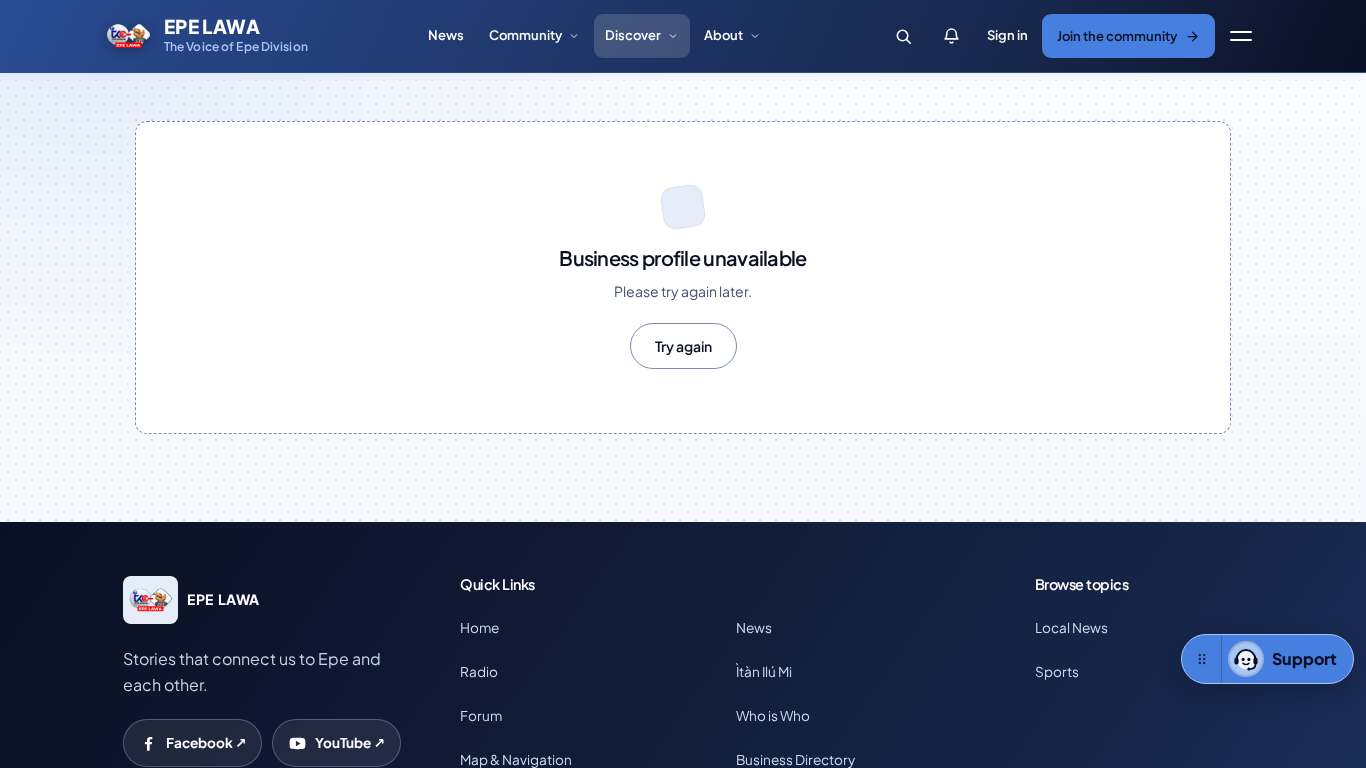 EPE LAWA
The Voice of Epe Division
News
Community
Discover
About
Sign in
Join the community →
Business profile unavailable
Please try again later.
Try again
EPE LAWA
Stories that connect us to Epe and
each other.
Facebook ↗
YouTube ↗
Quick Links
Home
Radio
Forum
Map & Navigation
News
Ìtàn Ilú Mi
Who is Who
Business Directory
Browse topics
Local News
Sports
Support